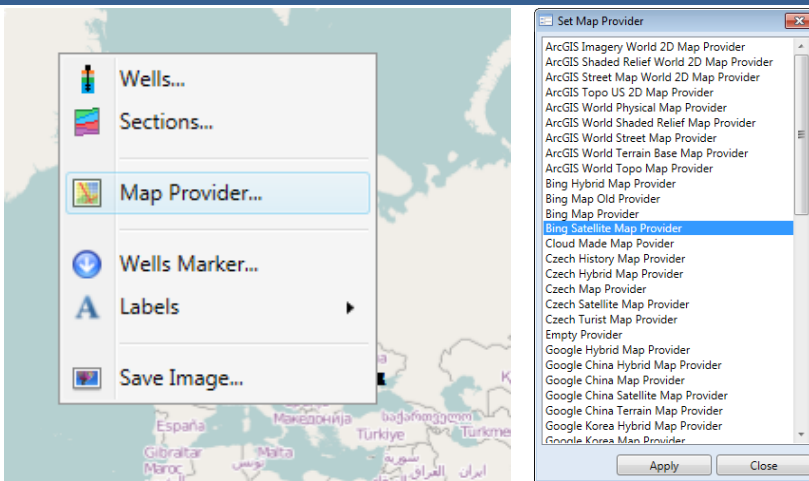 Wells...
Sections...
Map Provider...
Wells Marker...
Labels
Save Image...
España
Македонија
Türkiye
Türkme
Gibraltar
Malta
تونس
سوريا
Maroc
العراق
ايران
Set Map Provider
ArcGIS Imagery World 2D Map Provider
ArcGIS Shaded Relief World 2D Map Provider
ArcGIS Street Map World 2D Map Provider
ArcGIS Topo US 2D Map Provider
ArcGIS World Physical Map Provider
ArcGIS World Shaded Relief Map Provider
ArcGIS World Street Map Provider
ArcGIS World Terrain Base Map Provider
ArcGIS World Topo Map Provider
Bing Hybrid Map Provider
Bing Map Old Provider
Bing Map Provider
Bing Satellite Map Provider
Cloud Made Map Povider
Czech History Map Provider
Czech Hybrid Map Provider
Czech Map Provider
Czech Satellite Map Provider
Czech Turist Map Provider
Empty Provider
Google Hybrid Map Provider
Google China Hybrid Map Provider
Google China Map Provider
Google China Satellite Map Provider
Google China Terrain Map Provider
Google Korea Hybrid Map Provider
Google Korea Map Provider
Apply
Close